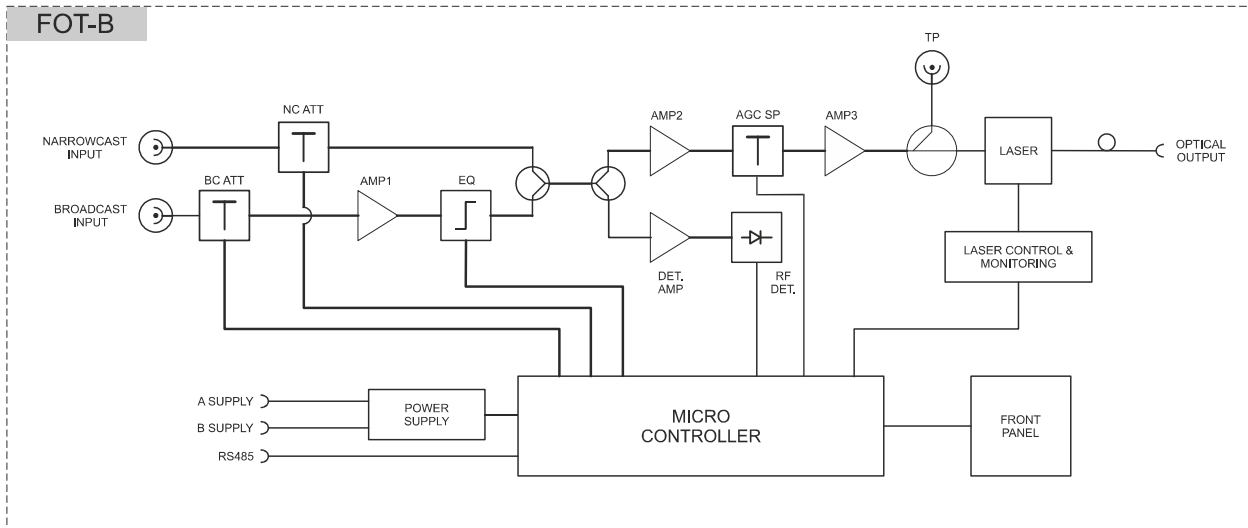 FOT-B
TP
NC ATT
AMP2
AGC SP
AMP3
NARROWCAST
INPUT
LASER
OPTICAL
OUTPUT
BC ATT
AMP1
EQ
BROADCAST
INPUT
DET.
AMP
RF
DET.
LASER CONTROL &
MONITORING
A SUPPLY
B SUPPLY
RS485
POWER
SUPPLY
MICRO
CONTROLLER
FRONT
PANEL